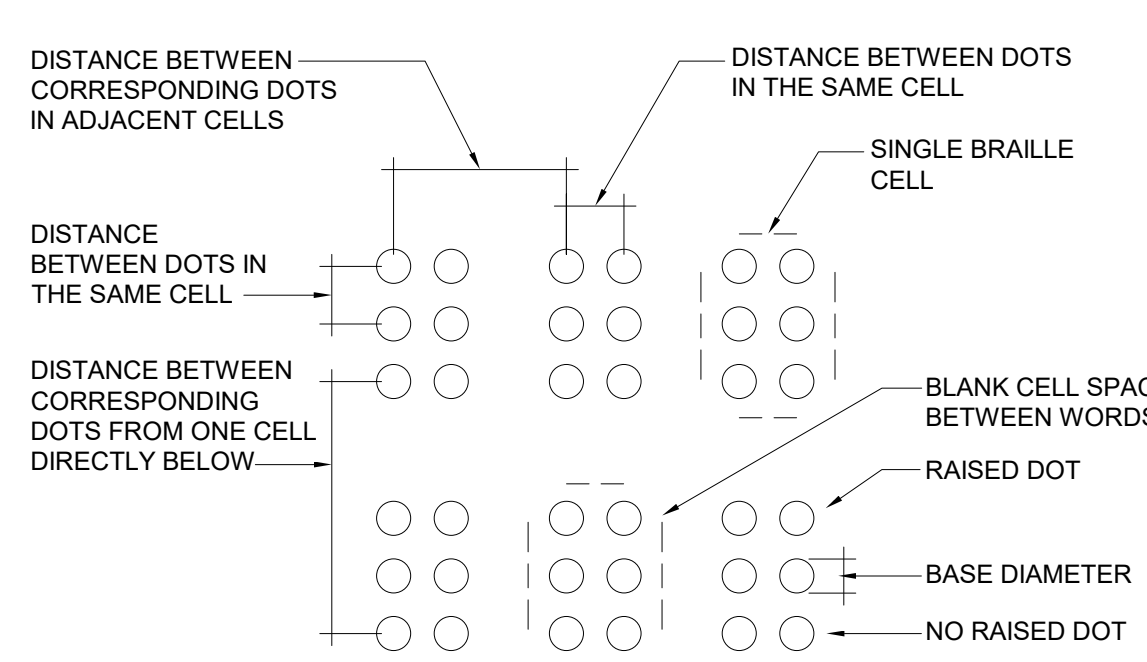 DISTANCE BETWEEN
CORRESPONDING DOTS
IN ADJACENT CELLS
DISTANCE BETWEEN DOTS
IN THE SAME CELL
SINGLE BRAILLE
CELL
DISTANCE
BETWEEN DOTS IN
THE SAME CELL
DISTANCE BETWEEN
CORRESPONDING
DOTS FROM ONE CELL
DIRECTLY BELOW
BLANK CELL SPAC
BETWEEN WORDS
RAISED DOT
BASE DIAMETER
NO RAISED DOT